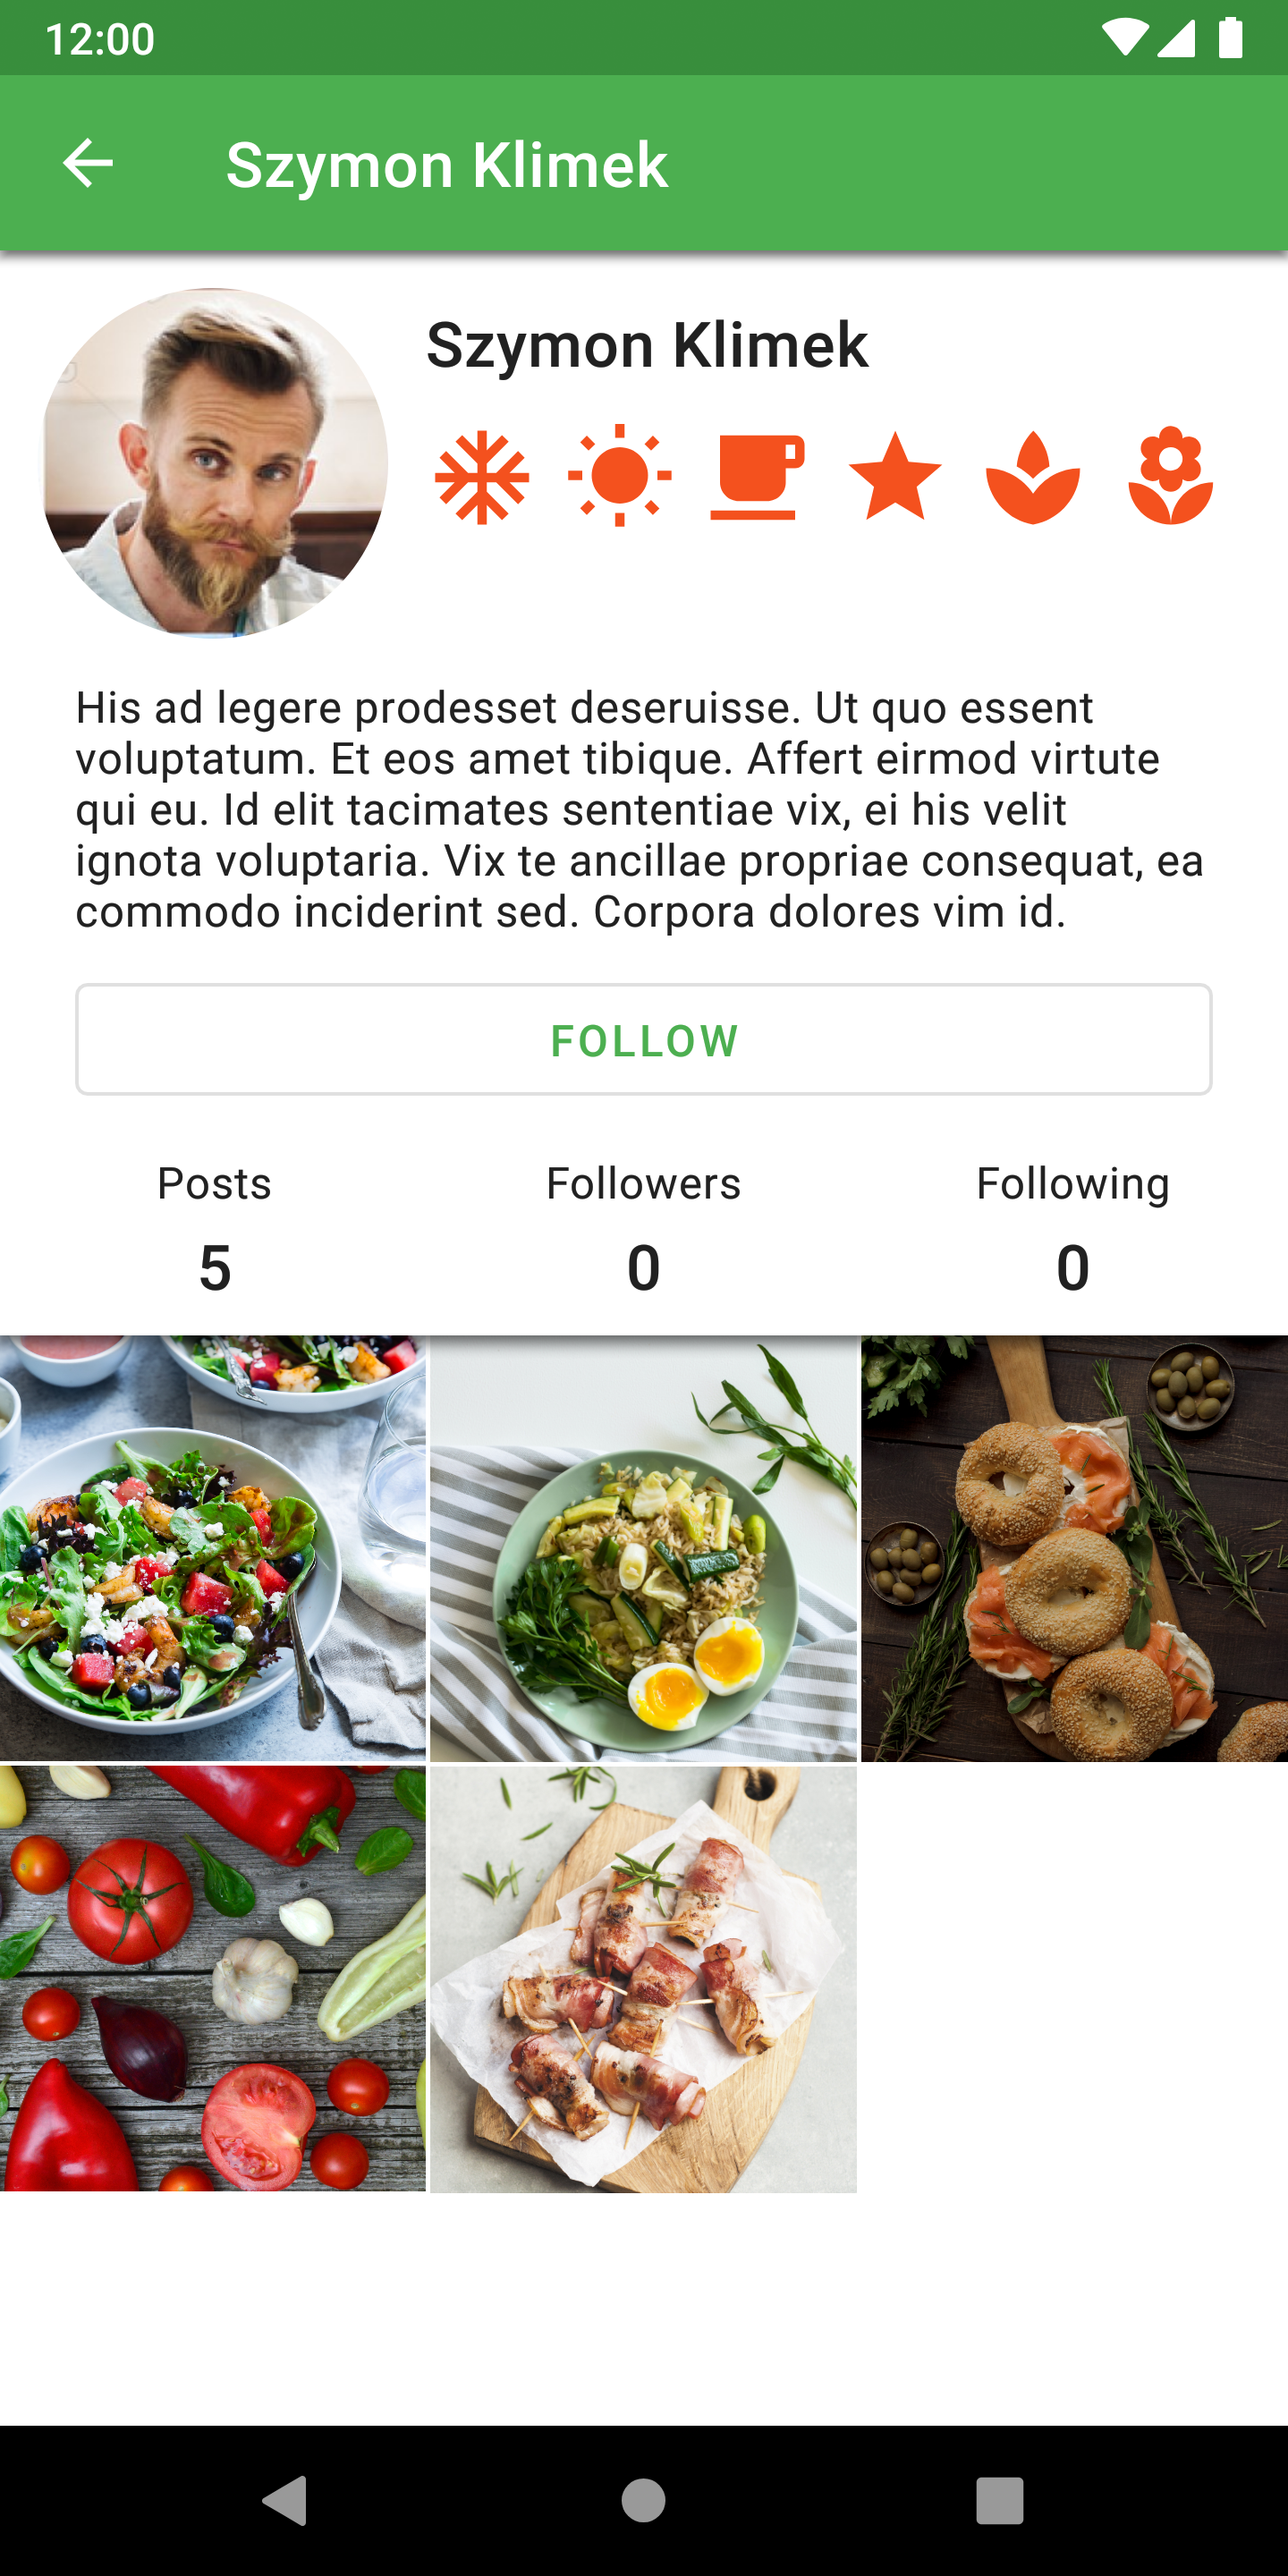 12:00
Szymon Klimek
Szymon Klimek
His ad legere prodesset deseruisse. Ut quo essent
voluptatum. Et eos amet tibique. Affert eirmod virtute
qui eu. Id elit tacimates sententiae vix, ei his velit
ignota voluptaria. Vix te ancillae propriae consequat, ea
commodo inciderint sed. Corpora dolores vim id.
FOLLOW
Posts Followers Following
5 0 0